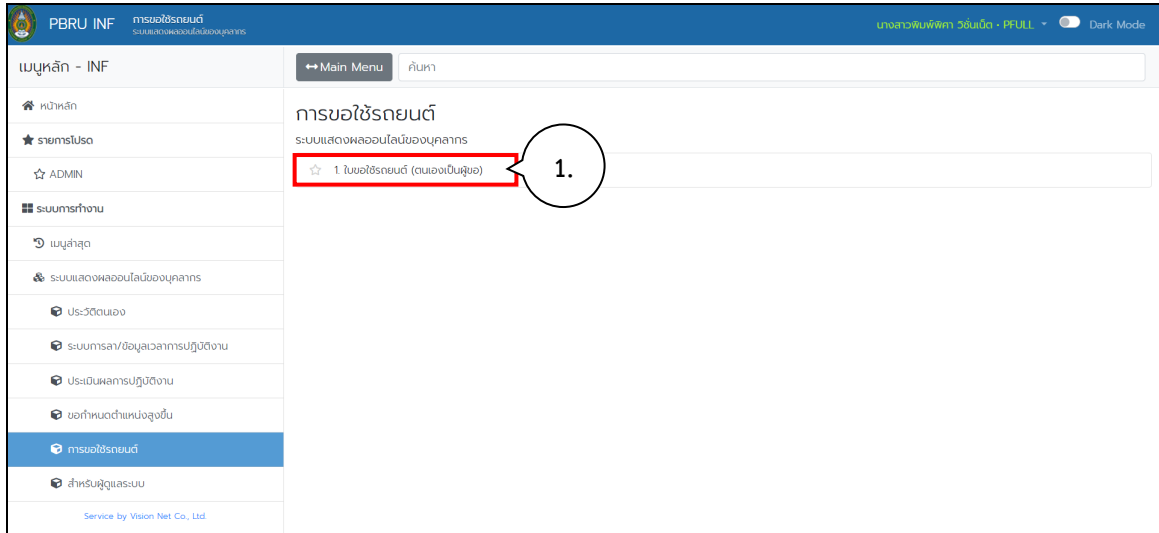 PBRU INF
การขอใช้รถยนต์
ระบบแสดงผลออนไลน์ของบุคลากร
นางสาวพิมพ์พิศา วิชั่นเน็ต • PFULL
Dark Mode
เมนูหลัก - INF
Main Menu
ค้นหา
หน้าหลัก
รายการโปรด
ADMIN
ระบบการทำงาน
เมนูล่าสุด
ระบบแสดงผลออนไลน์ของบุคลากร
ประวัติตนเอง
ระบบการลา/ข้อมูลเวลาการปฏิบัติงาน
ประเมินผลการปฏิบัติงาน
ขอกำหนดตำแหน่งสูงขึ้น
การขอใช้รถยนต์
สำหรับผู้ดูแลระบบ
Service by Vision Net Co., Ltd.
การขอใช้รถยนต์
ระบบแสดงผลออนไลน์ของบุคลากร
1. ใบขอใช้รถยนต์ (ตนเองเป็นผู้ขอ)
1.